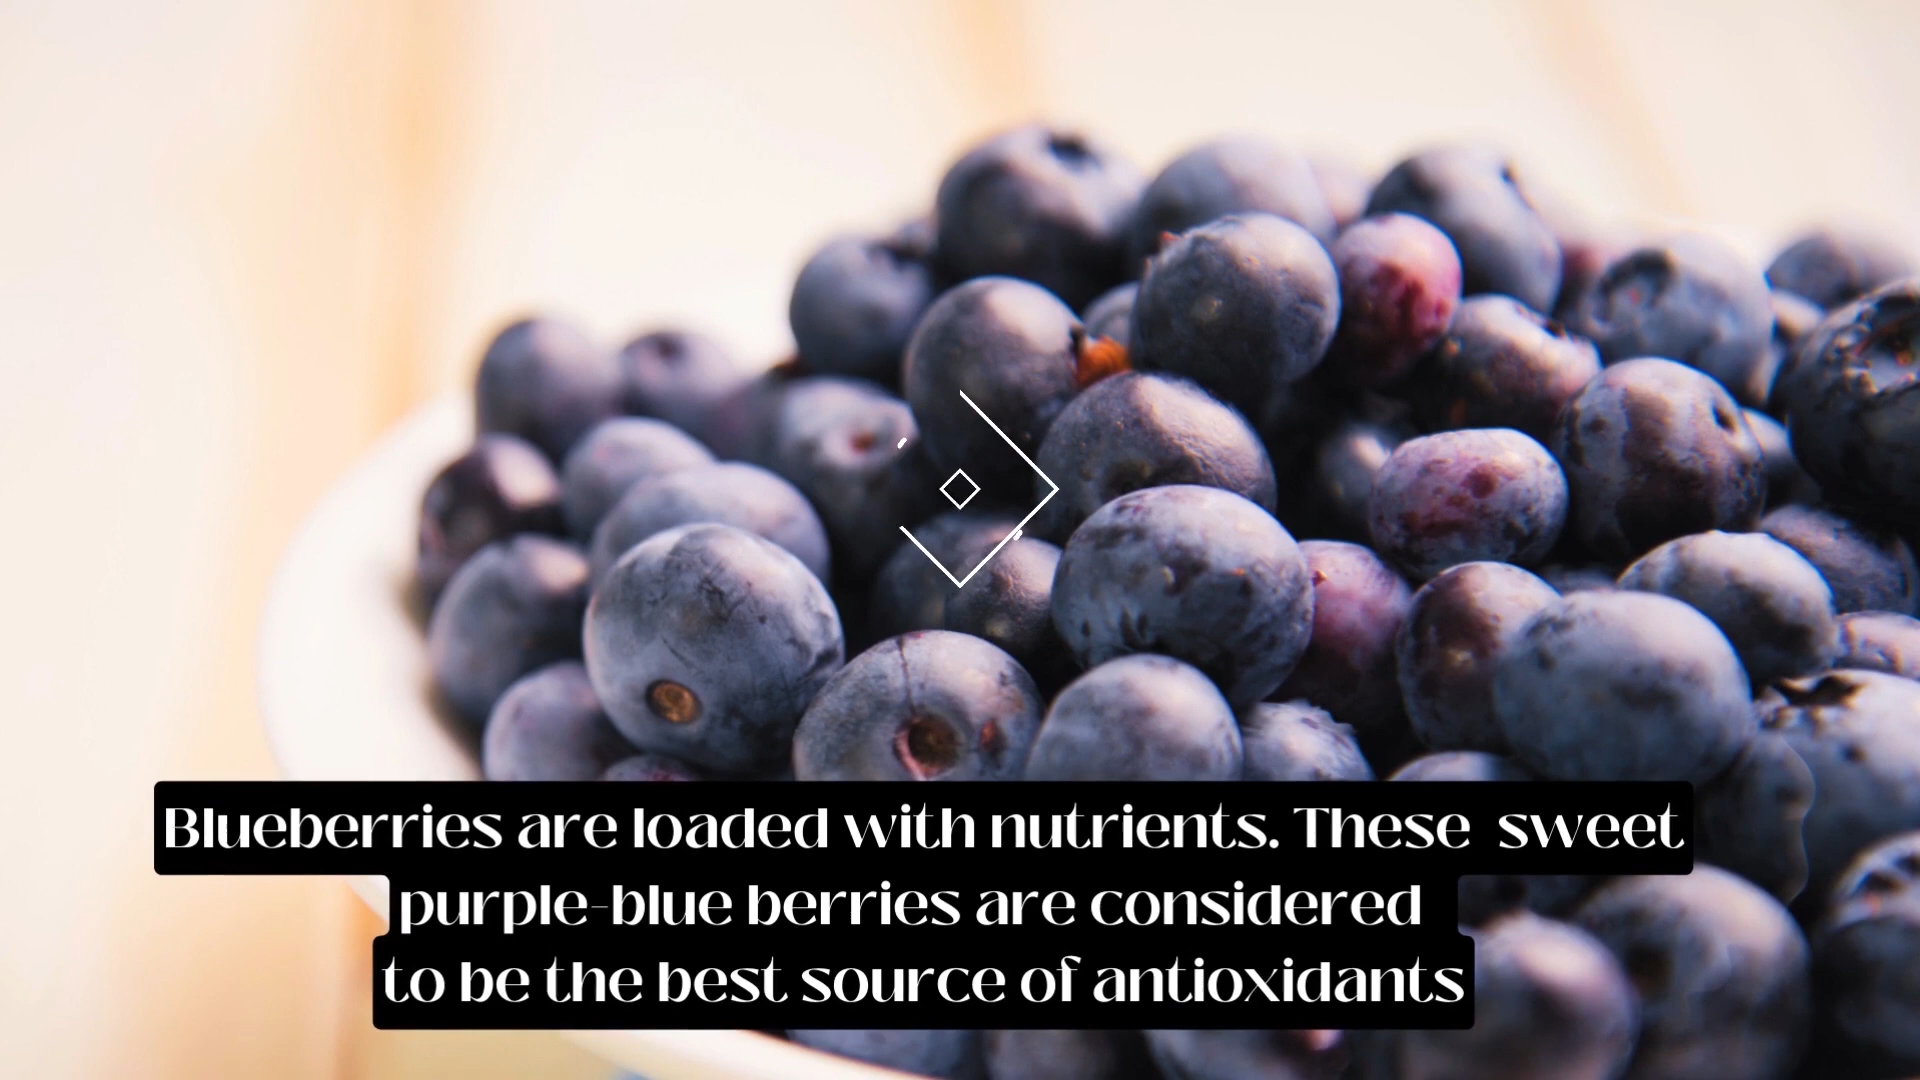 Blueberries are loaded with nutrients. These  sweet
purple-blue berries are considered
to be the best source of antioxidants